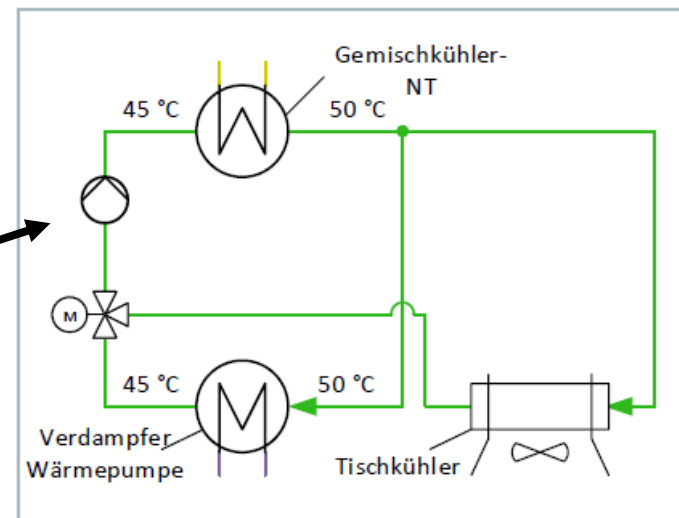 Gemischkühler-
NT
45 °C
50 °C
M
45 °C
50 °C
Verdampfer
Wärmepumpe
Tischkühler